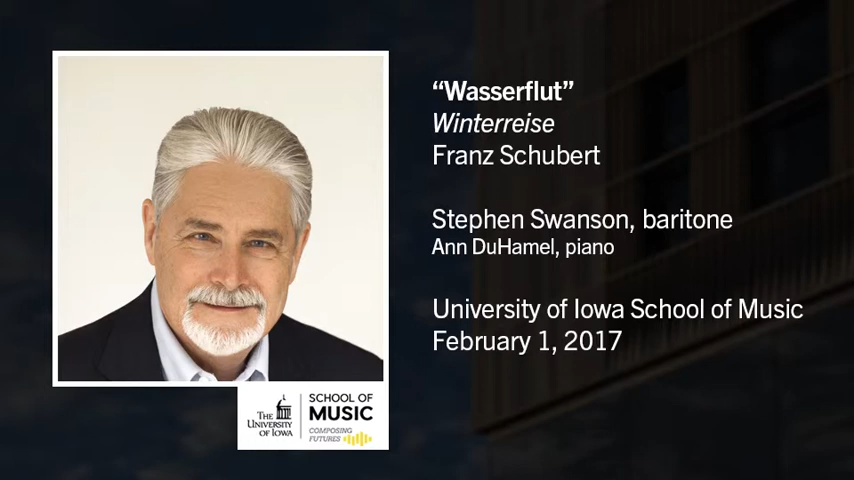 “Wasserflut”
Winterreise
Franz Schubert
Stephen Swanson, baritone
Ann DuHamel, piano
University of Iowa School of Music
February 1, 2017
THE
UNIVERSITY
OF IOWA
SCHOOL OF
MUSIC
COMPOSING
FUTURES